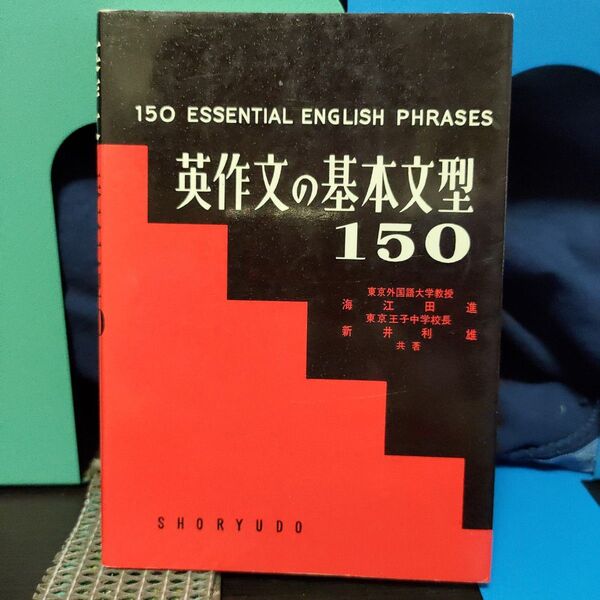 150 ESSENTIAL ENGLISH PHRASES
英作文の基本文型
150
東京外国語大学教授
海江田進
東京王子中学校長
新井利雄
共著
SHORYUDO